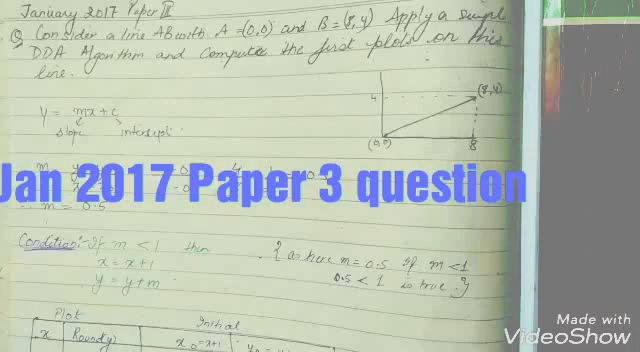 January 2017 Paper III
Q Consider a line AB with A = (0,0) and B = (8,4) Apply a simple
DDA Algorithm and compute the first plots on this
line.
(8,4)
4
Y = mx+c
slope intercept
(0,0) 8
Jan 2017 Paper 3 question
∴ m = 0.5
Condition:- If m < 1 then { as here m = 0.5 if m < 1
x = x+1 0.5 < 1 is true }
y = y+m
Plot Initial
x Round(y) x0=x+1
Made with
VideoShow